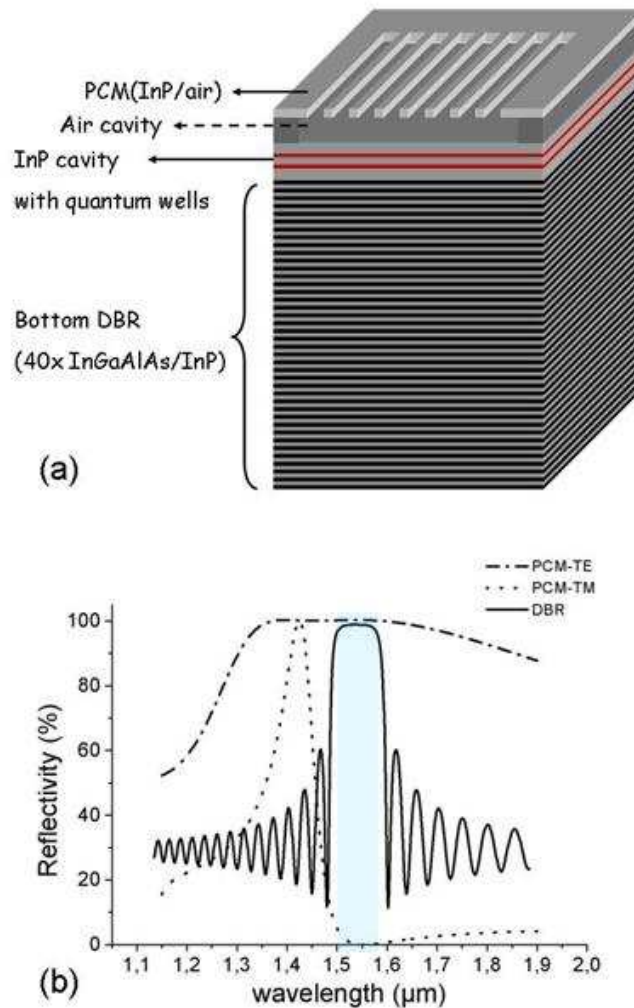 PCM(InP/air)
Air cavity
InP cavity
with quantum wells
Bottom DBR
(40x InGaAlAs/InP)
(a)
PCM-TE
PCM-TM
DBR
100
80
60
40
20
0
Reflectivity (%)
1,1 1,2 1,3 1,4 1,5 1,6 1,7 1,8 1,9 2,0
wavelength (µm)
(b)